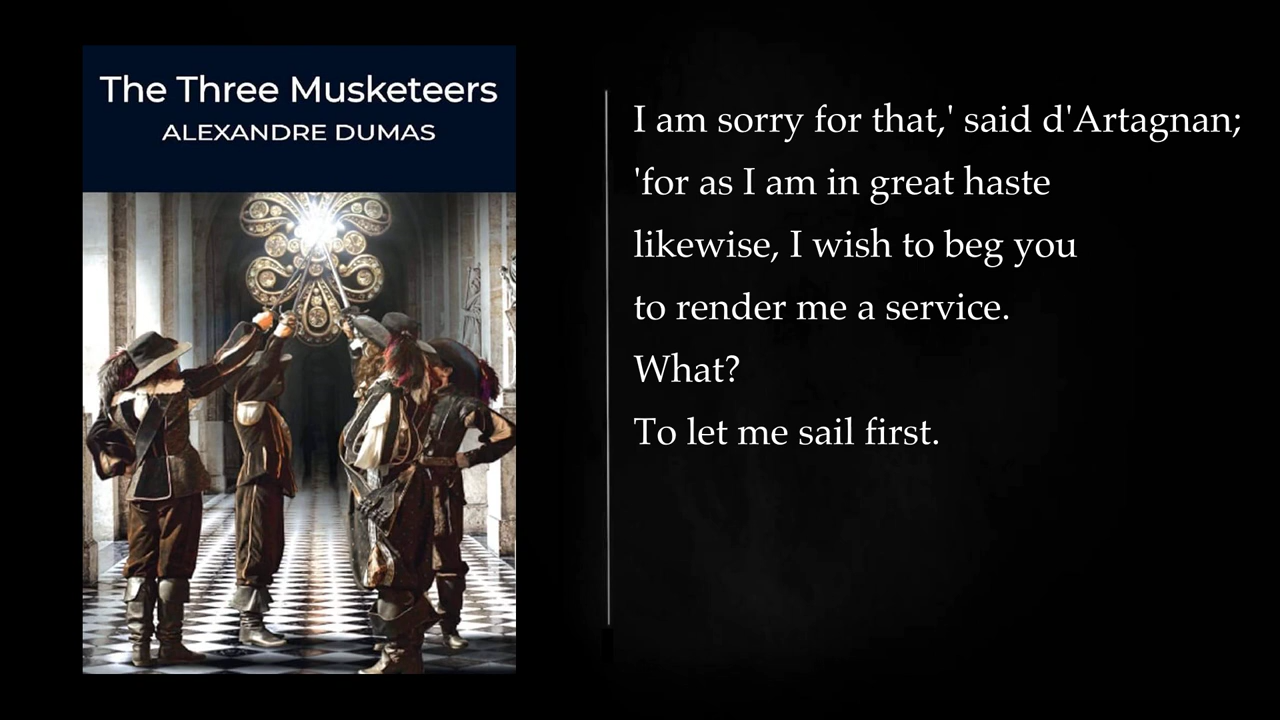 The Three Musketeers
ALEXANDRE DUMAS
I am sorry for that,' said d'Artagnan;
'for as I am in great haste
likewise, I wish to beg you
to render me a service.
What?
To let me sail first.